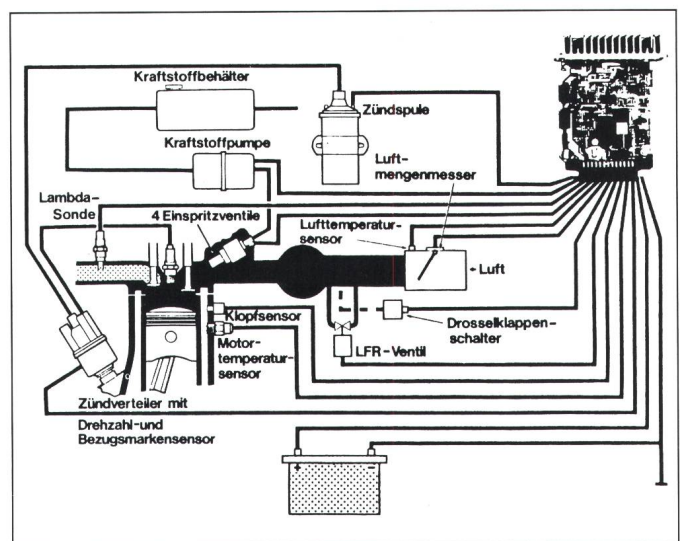 Kraftstoffbehälter
Zündspule
Kraftstoffpumpe
Luft-
mengenmesser
Lambda-
Sonde
4 Einspritzventile
Lufttemperatur-
sensor
Luft
Klopfsensor
Drosselklappen-
schalter
Motor-
temperatur-
sensor
LFR-Ventil
Zündverteiler mit
Drehzahl-und
Bezugsmarkensensor
+ −